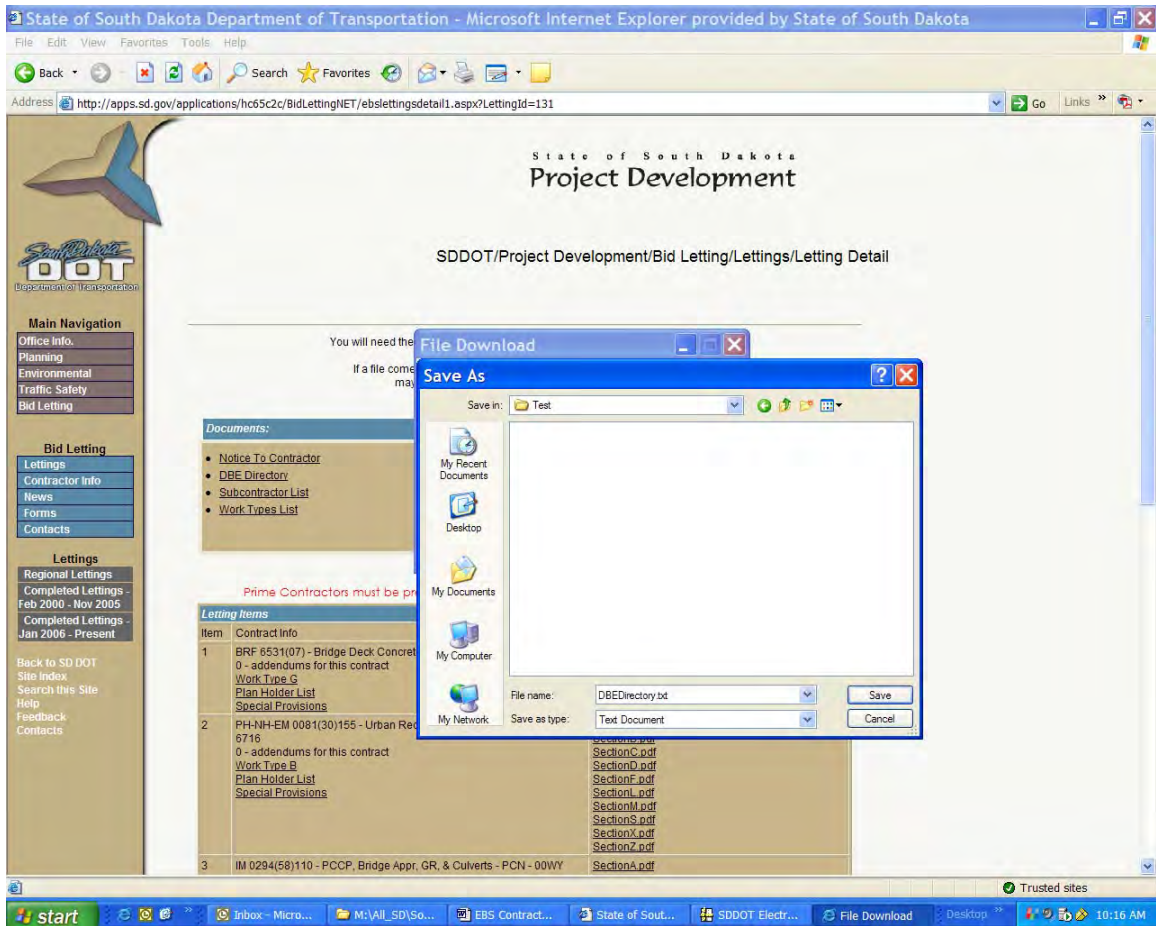 State of South Dakota Department of Transportation - Microsoft Internet Explorer provided by State of South Dakota
File Edit View Favorites Tools Help
Back Search Favorites
Address http://apps.sd.gov/applications/hc65c2c/BidLettingNET/ebslettingsdetail1.aspx?LettingId=131 Go Links »
State of South Dakota
Project Development
South Dakota
DOT
Department of Transportation
SDDOT/Project Development/Bid Letting/Lettings/Letting Detail
Main Navigation
Office Info.
Planning
Environmental
Traffic Safety
Bid Letting
Bid Letting
Lettings
Contractor Info
News
Forms
Contacts
Lettings
Regional Lettings
Completed Lettings -
Feb 2000 - Nov 2005
Completed Lettings -
Jan 2006 - Present
Back to SD DOT
Site Index
Search this Site
Help
Feedback
Contacts
You will need the
If a file come
may
Documents:
Notice To Contractor
DBE Directory
Subcontractor List
Work Types List
Prime Contractors must be pr
Letting Items
Item Contract Info
1 BRF 6531(07) - Bridge Deck Concret
0 - addendums for this contract
Work Type G
Plan Holder List
Special Provisions
2 PH-NH-EM 0081(30)155 - Urban Rec
6716
0 - addendums for this contract
Work Type B
Plan Holder List
Special Provisions
SectionB.pdf
SectionC.pdf
SectionD.pdf
SectionF.pdf
SectionL.pdf
SectionM.pdf
SectionS.pdf
SectionX.pdf
SectionZ.pdf
3 IM 0294(58)110 - PCCP, Bridge Appr, GR, & Culverts - PCN - 00WY SectionA.pdf
File Download
Save As
Save in: Test
My Recent
Documents
Desktop
My Documents
My Computer
My Network
File name: DBEDirectory.txt Save
Save as type: Text Document Cancel
Trusted sites
start » Inbox - Micro... M:\All_SD\So... EBS Contract... State of Sout... SDDOT Electr... File Download Desktop » 10:16 AM